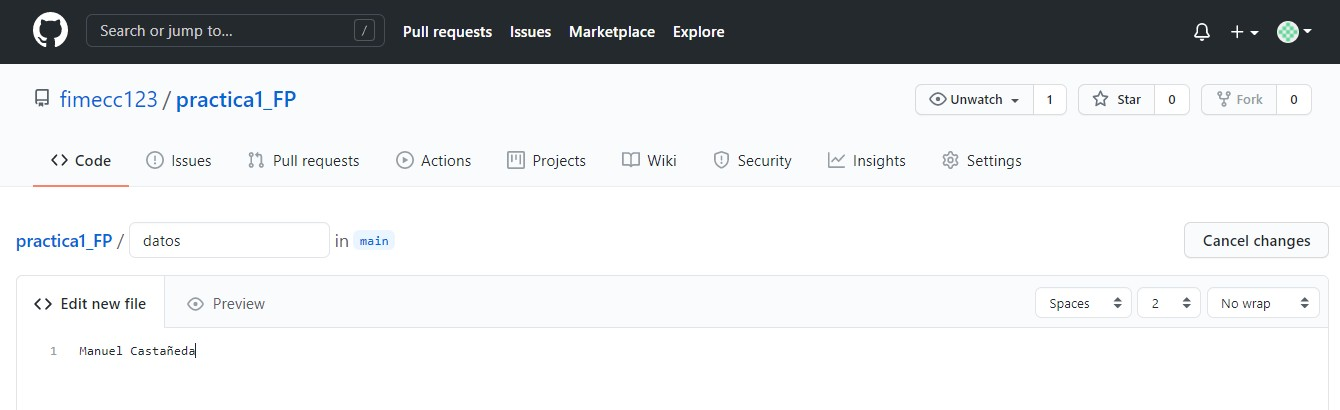 Search or jump to... / Pull requests Issues Marketplace Explore
fimecc123 / practica1_FP Unwatch 1 Star 0 Fork 0
Code Issues Pull requests Actions Projects Wiki Security Insights Settings
practica1_FP / datos in main Cancel changes
Edit new file Preview Spaces 2 No wrap
1 Manuel Castañeda